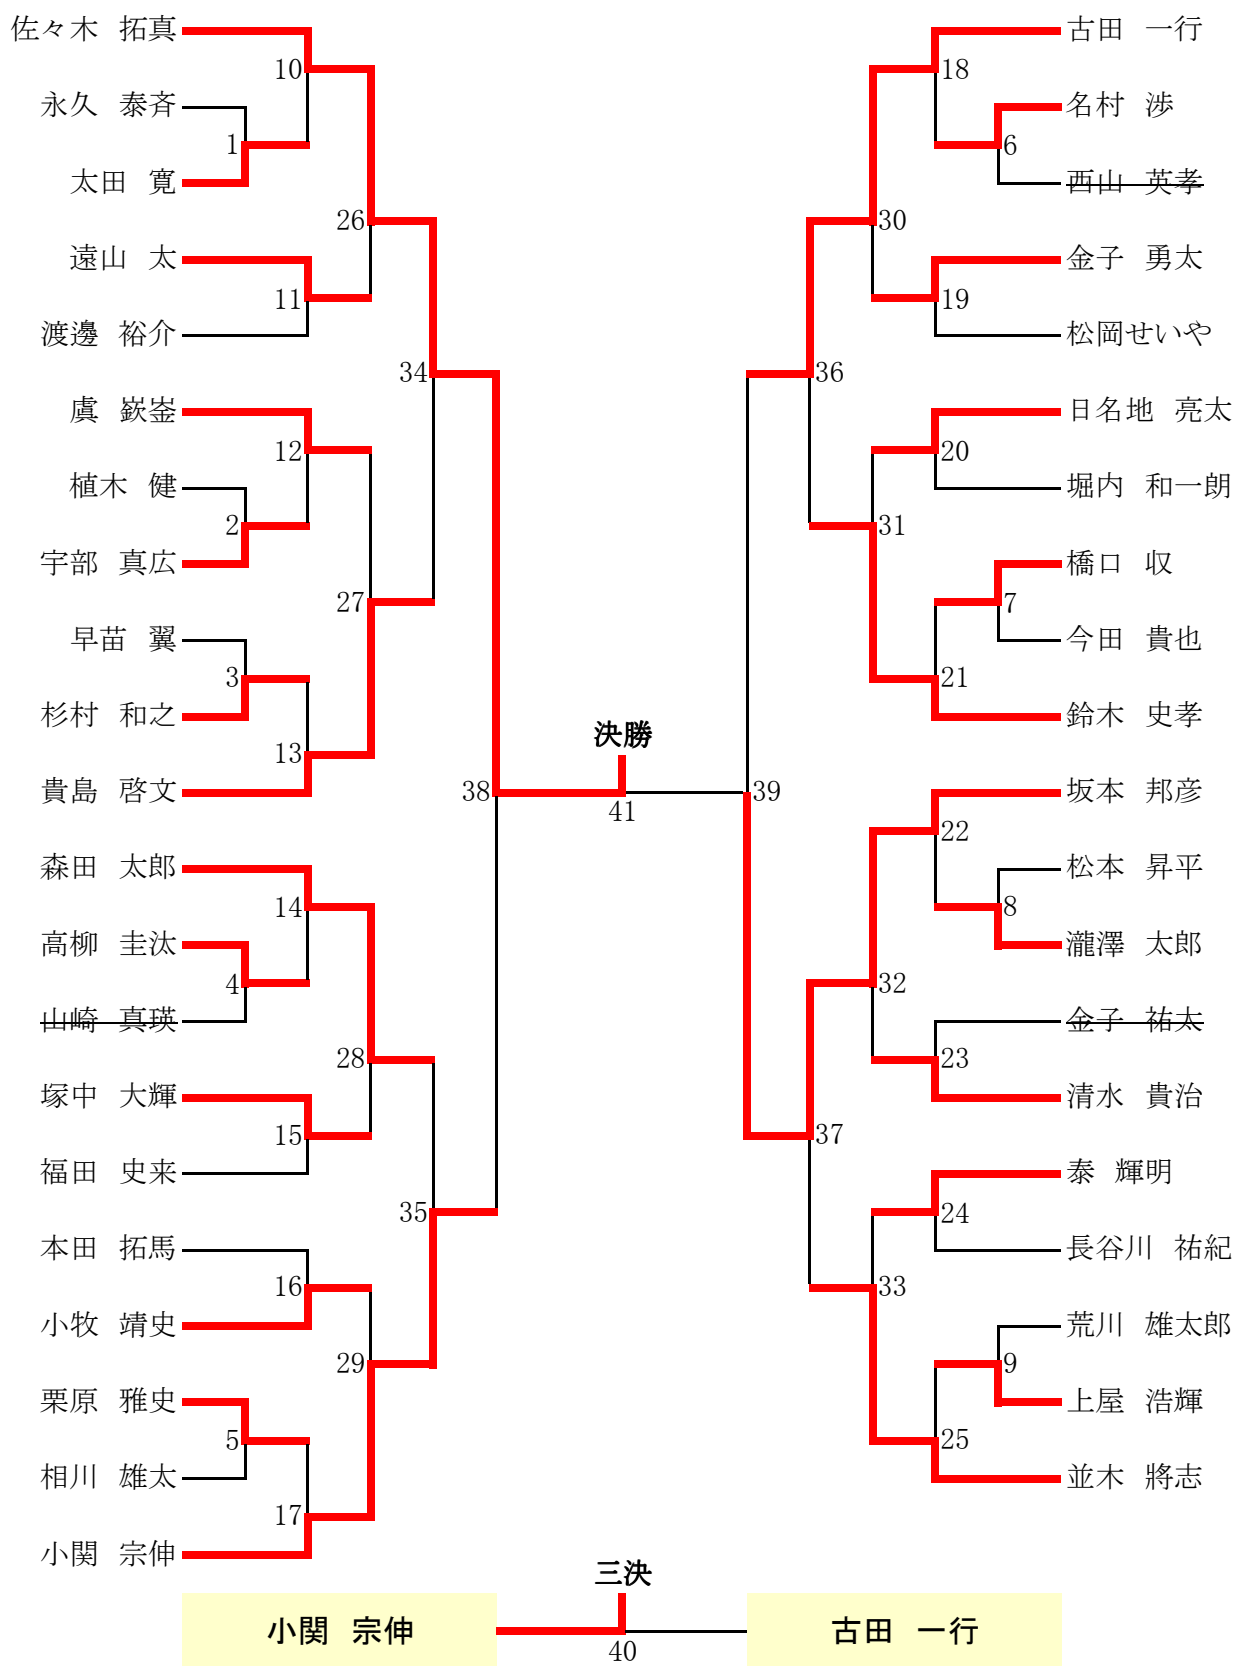 佐々木 拓真
10
永久 泰斉
1
太田 寛
26
遠山 太
11
渡邊 裕介
34
虞 嶔崟
12
植木 健
2
宇部 真広
27
早苗 翼
3
杉村 和之
13
貴島 啓文
38
森田 太郎
14
高柳 圭汰
4
山崎 真瑛
28
塚中 大輝
15
福田 史来
35
本田 拓馬
16
小牧 靖史
29
栗原 雅史
5
相川 雄太
17
小関 宗伸
決勝
41
古田 一行
18
名村 渉
6
西山 英孝
30
金子 勇太
19
松岡せいや
36
日名地 亮太
20
堀内 和一朗
31
橋口 収
7
今田 貴也
21
鈴木 史孝
39
坂本 邦彦
22
松本 昇平
8
瀧澤 太郎
32
金子 祐太
23
清水 貴治
37
泰 輝明
24
長谷川 祐紀
33
荒川 雄太郎
9
上屋 浩輝
25
並木 將志
三決
小関 宗伸
40
古田 一行